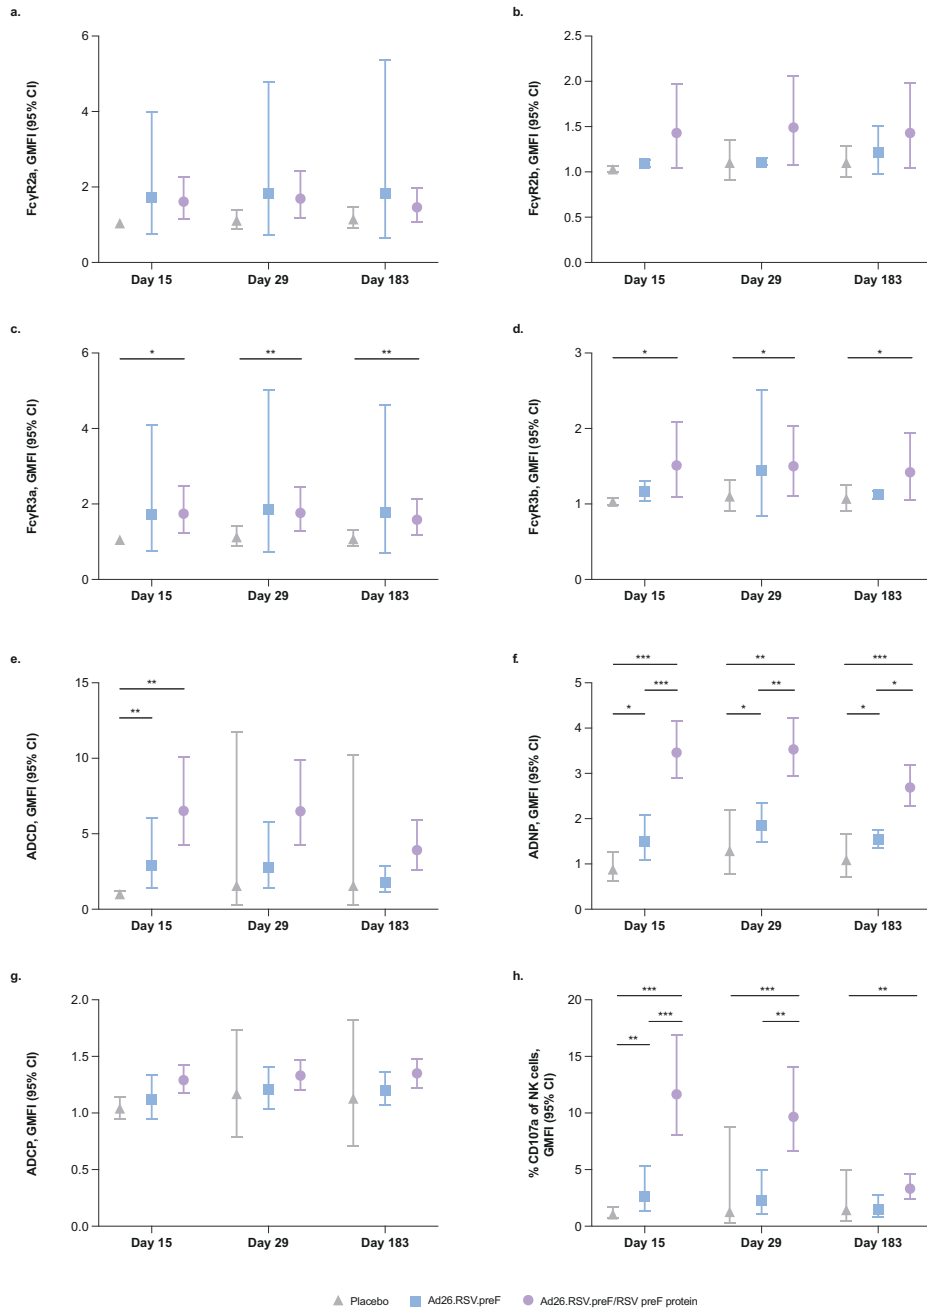 a.
FcγR2a, GMFI (95% CI)
6
4
2
0
Day 15
Day 29
Day 183
b.
FcγR2b, GMFI (95% CI)
2.5
2.0
1.5
1.0
0.5
0.0
Day 15
Day 29
Day 183
c.
FcγR3a, GMFI (95% CI)
6
4
2
0
*
**
**
Day 15
Day 29
Day 183
d.
FcγR3b, GMFI (95% CI)
3
2
1
0
*
*
*
Day 15
Day 29
Day 183
e.
ADCD, GMFI (95% CI)
15
10
5
0
**
**
Day 15
Day 29
Day 183
f.
ADNP, GMFI (95% CI)
5
4
3
2
1
0
***
**
***
***
**
*
*
*
*
Day 15
Day 29
Day 183
g.
ADCP, GMFI (95% CI)
2.0
1.5
1.0
0.5
0.0
Day 15
Day 29
Day 183
h.
% CD107a of NK cells,
GMFI (95% CI)
20
15
10
5
0
***
***
**
***
**
**
Day 15
Day 29
Day 183
Placebo
Ad26.RSV.preF
Ad26.RSV.preF/RSV preF protein